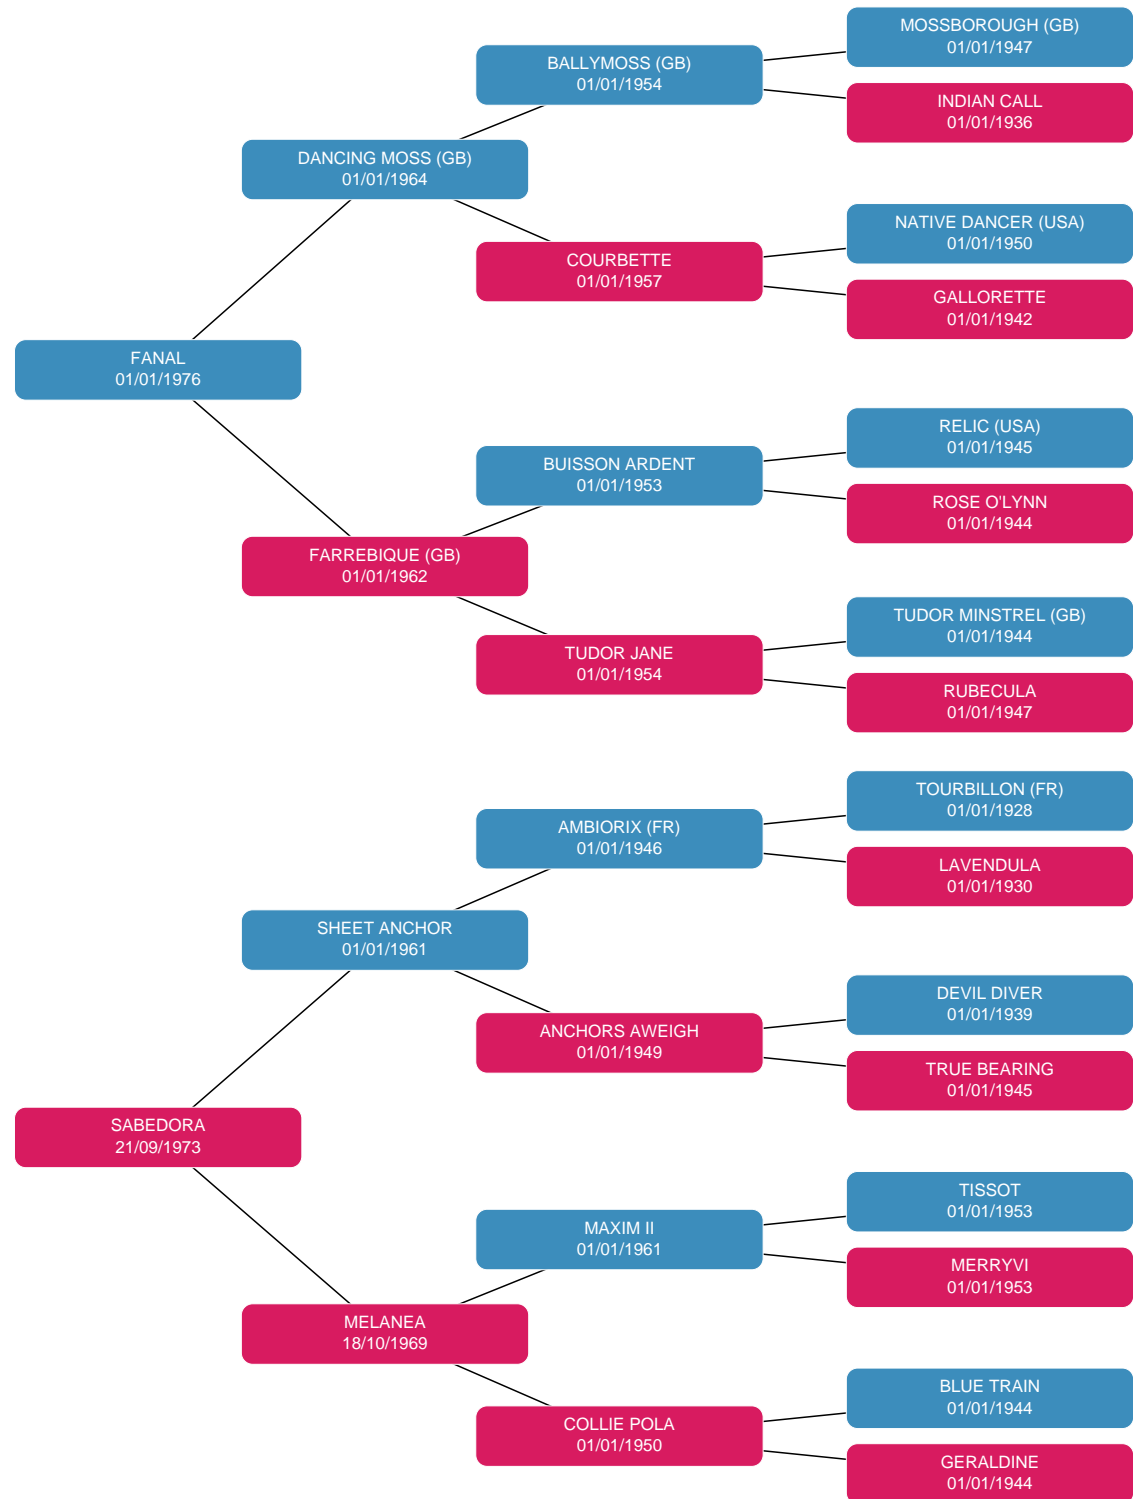 MOSSBOROUGH (GB)
01/01/1947
BALLYMOSS (GB)
01/01/1954
INDIAN CALL
01/01/1936
DANCING MOSS (GB)
01/01/1964
NATIVE DANCER (USA)
01/01/1950
COURBETTE
01/01/1957
GALLORETTE
01/01/1942
FANAL
01/01/1976
RELIC (USA)
01/01/1945
BUISSON ARDENT
01/01/1953
ROSE O'LYNN
01/01/1944
FARREBIQUE (GB)
01/01/1962
TUDOR MINSTREL (GB)
01/01/1944
TUDOR JANE
01/01/1954
RUBECULA
01/01/1947
TOURBILLON (FR)
01/01/1928
AMBIORIX (FR)
01/01/1946
LAVENDULA
01/01/1930
SHEET ANCHOR
01/01/1961
DEVIL DIVER
01/01/1939
ANCHORS AWEIGH
01/01/1949
TRUE BEARING
01/01/1945
SABEDORA
21/09/1973
TISSOT
01/01/1953
MAXIM II
01/01/1961
MERRYVI
01/01/1953
MELANEA
18/10/1969
BLUE TRAIN
01/01/1944
COLLIE POLA
01/01/1950
GERALDINE
01/01/1944